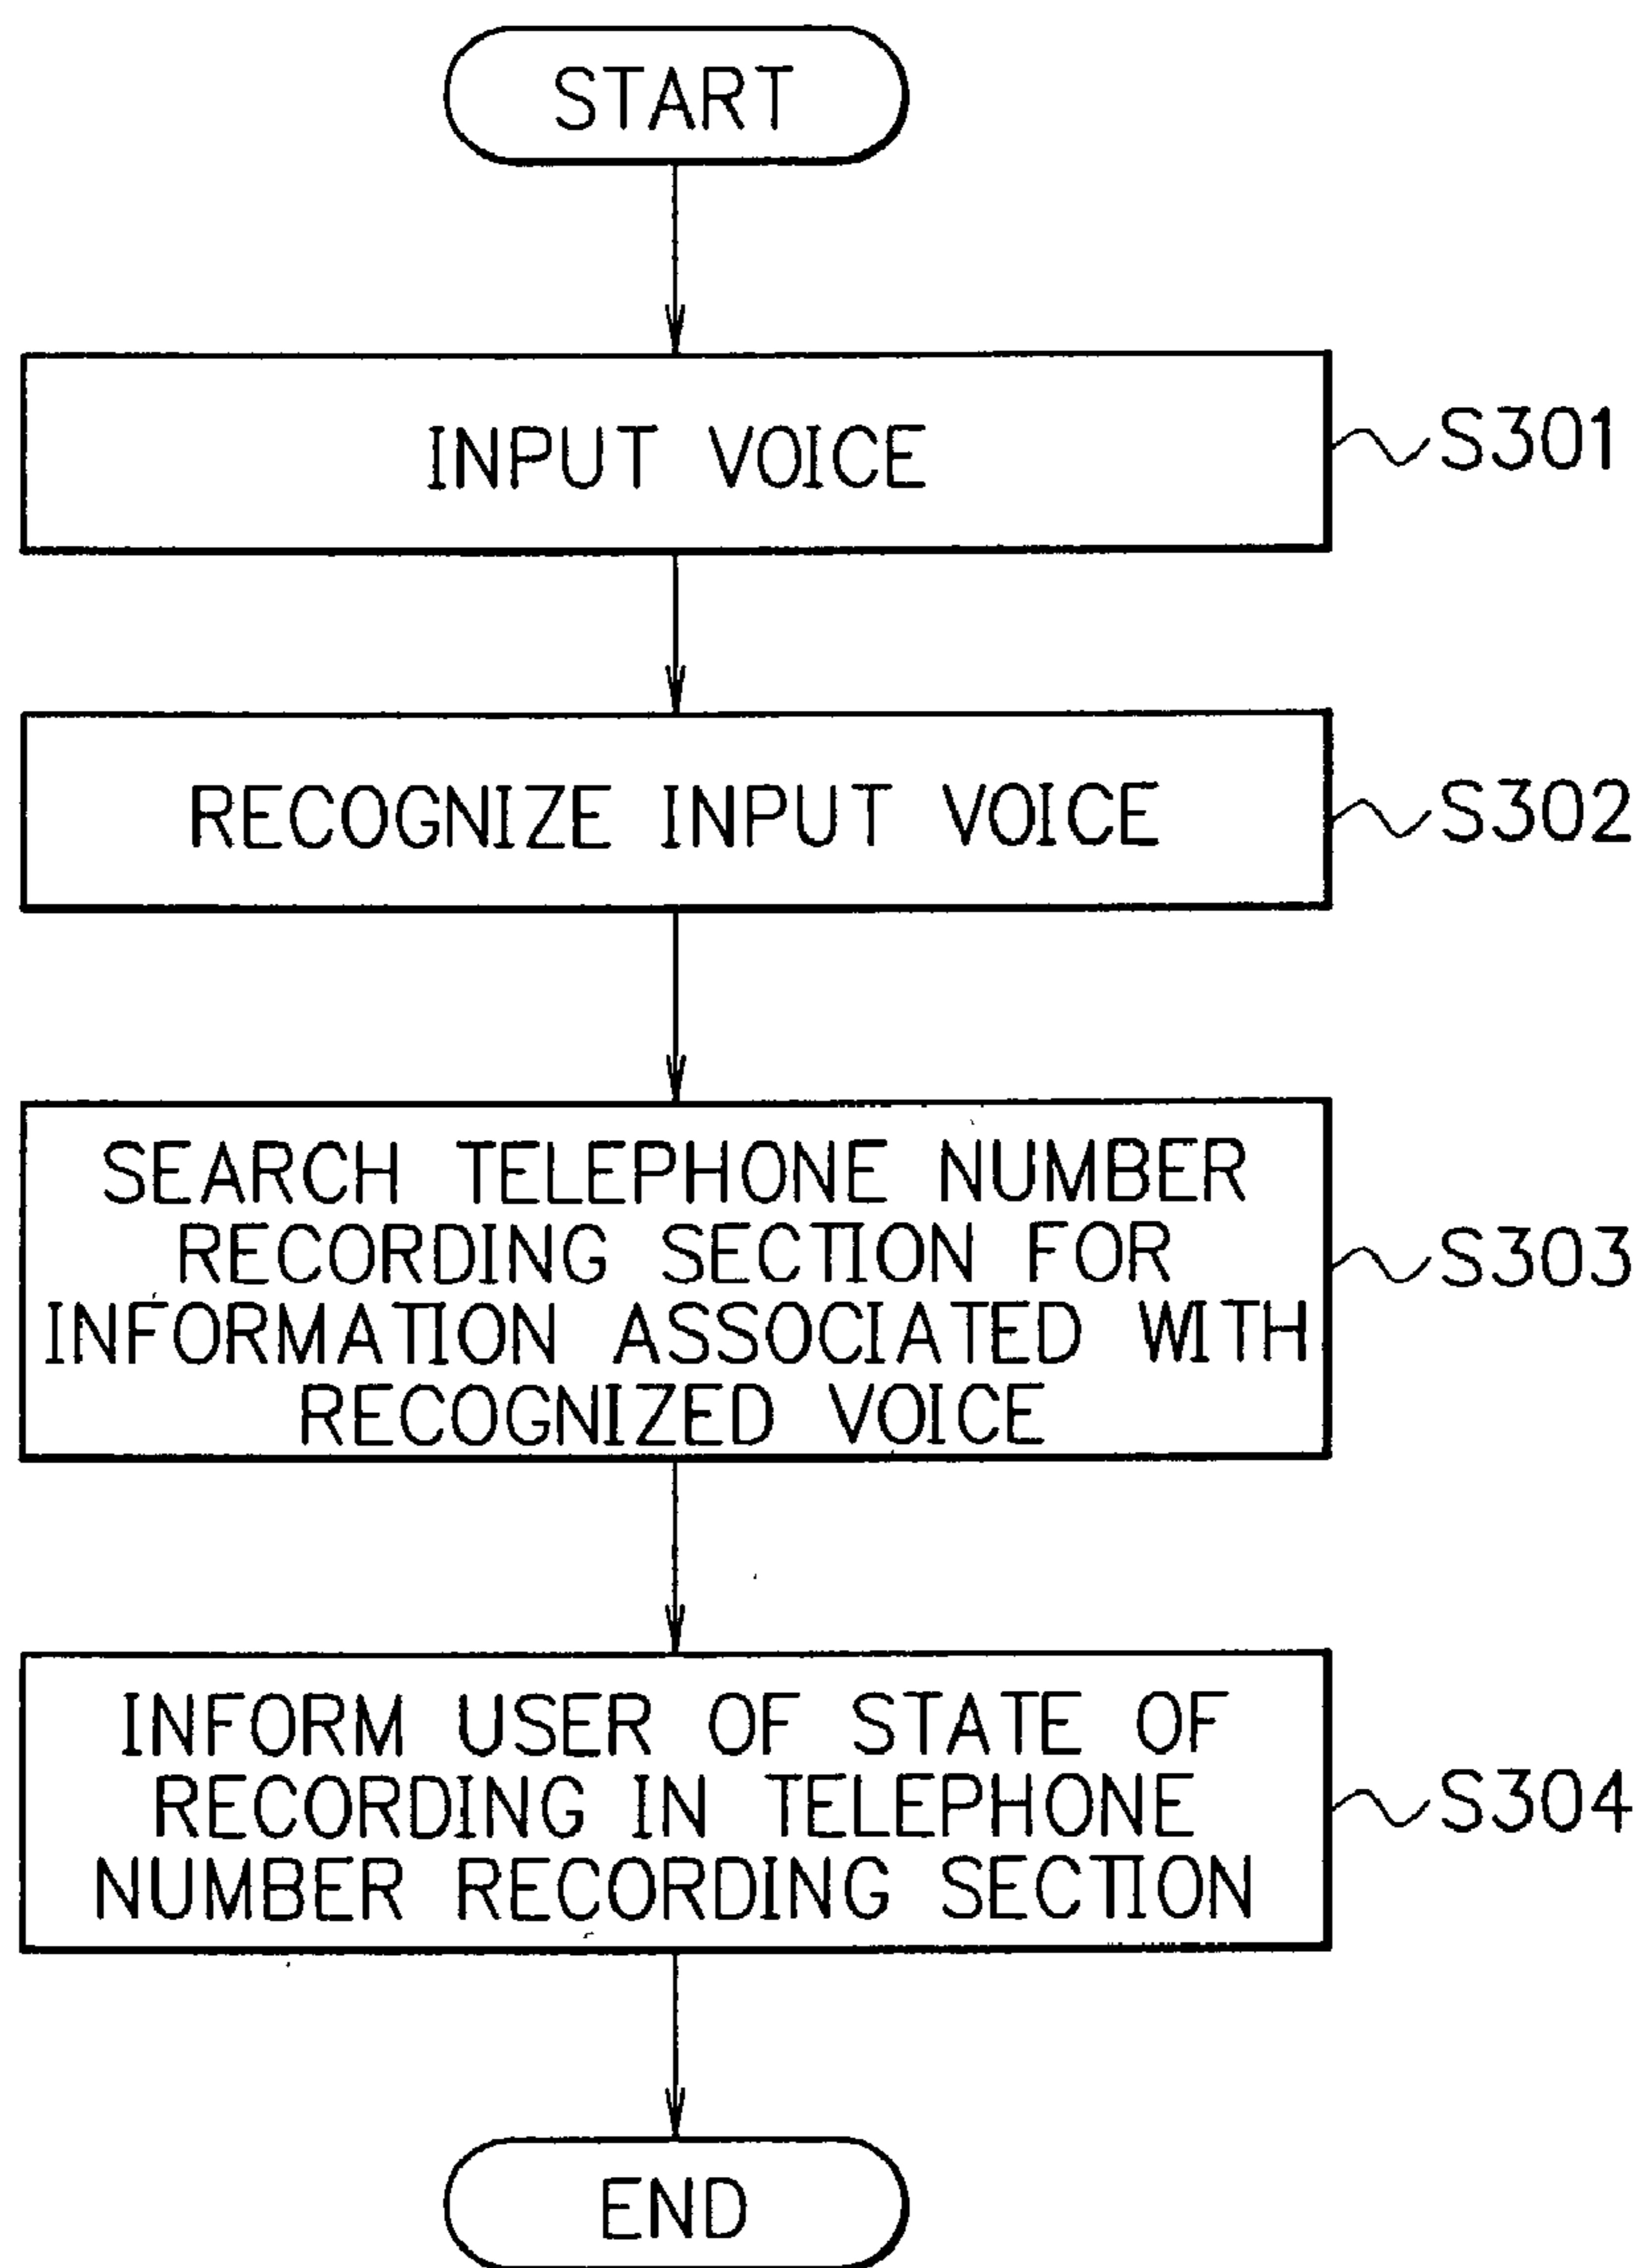 START
INPUT VOICE
S301
RECOGNIZE INPUT VOICE
S302
SEARCH TELEPHONE NUMBER
RECORDING SECTION FOR
INFORMATION ASSOCIATED WITH
RECOGNIZED VOICE
S303
INFORM USER OF STATE OF
RECORDING IN TELEPHONE
NUMBER RECORDING SECTION
S304
END